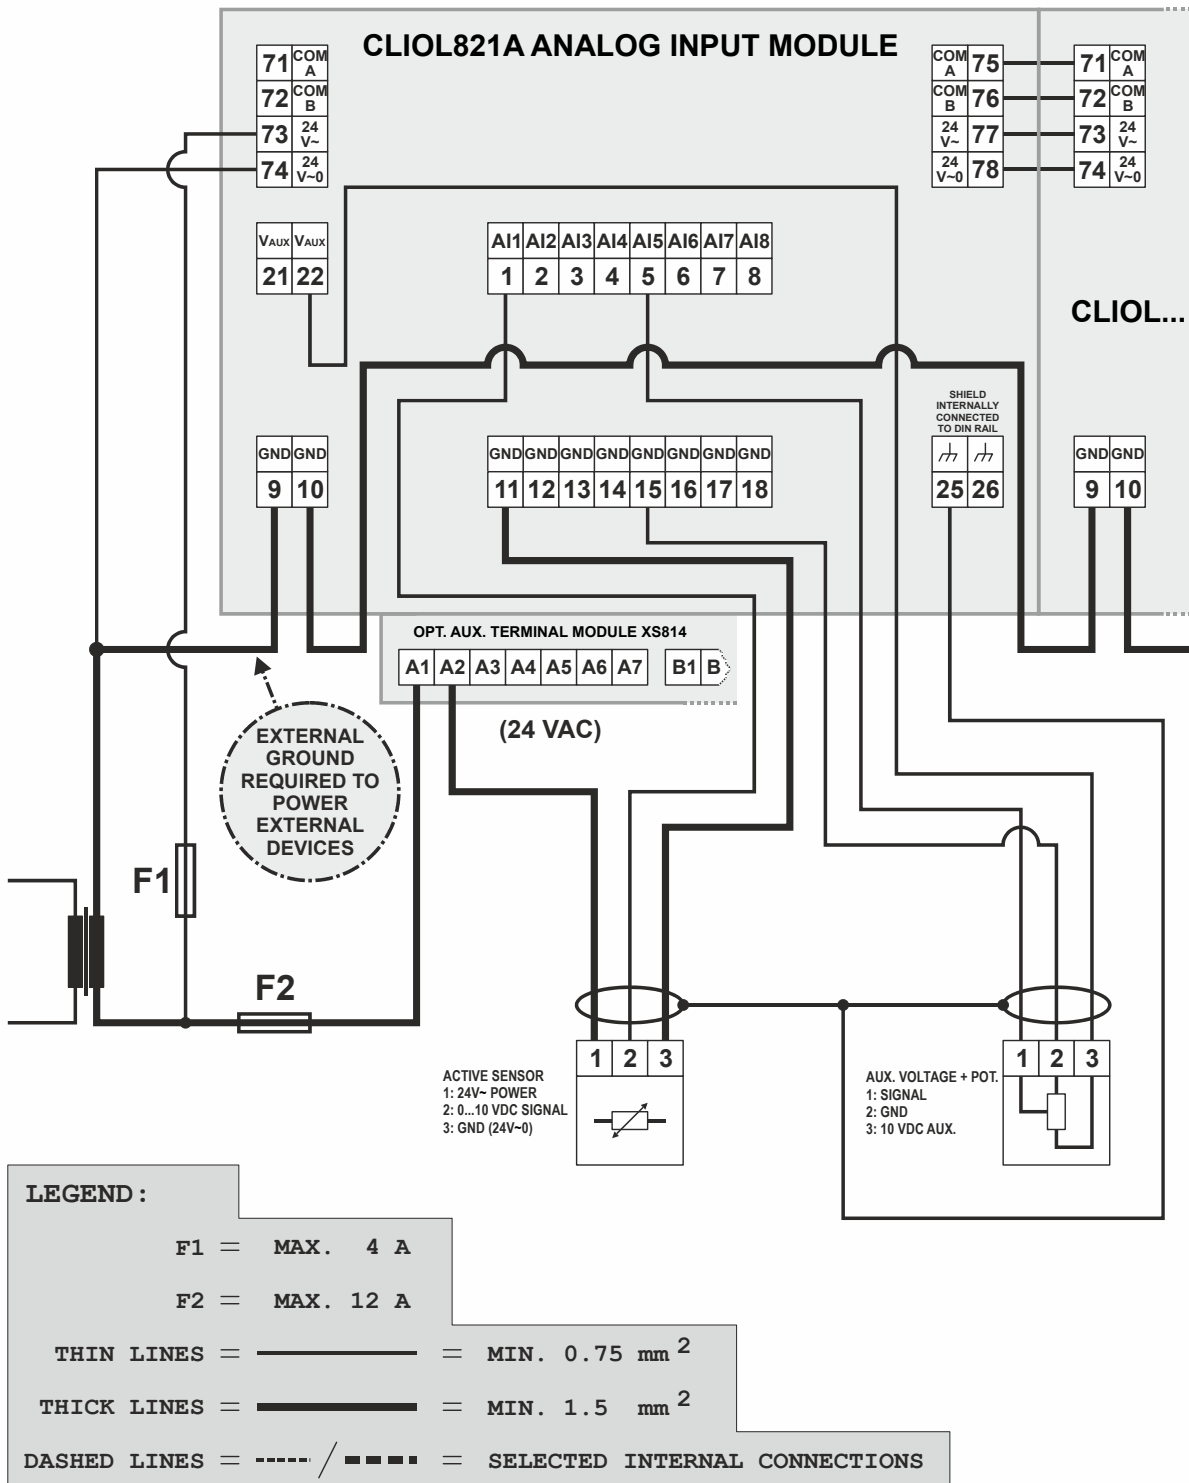 CLIOL821A ANALOG INPUT MODULE
71 COM A
72 COM B
73 24 V~
74 24 V~0
COM A 75
COM B 76
24 V~ 77
24 V~0 78
71 COM A
72 COM B
73 24 V~
74 24 V~0
VAUX VAUX
21 22
AI1 AI2 AI3 AI4 AI5 AI6 AI7 AI8
1 2 3 4 5 6 7 8
CLIOL...
SHIELD
INTERNALLY
CONNECTED
TO DIN RAIL
GND GND
9 10
GND GND GND GND GND GND GND GND
11 12 13 14 15 16 17 18
25 26
GND GND
9 10
OPT. AUX. TERMINAL MODULE XS814
A1 A2 A3 A4 A5 A6 A7 B1 B
(24 VAC)
EXTERNAL
GROUND
REQUIRED TO
POWER
EXTERNAL
DEVICES
F1
F2
1 2 3
ACTIVE SENSOR
1: 24V~ POWER
2: 0...10 VDC SIGNAL
3: GND (24V~0)
1 2 3
AUX. VOLTAGE + POT.
1: SIGNAL
2: GND
3: 10 VDC AUX.
LEGEND:
F1 = MAX. 4 A
F2 = MAX. 12 A
THIN LINES = = MIN. 0.75 mm 2
THICK LINES = = MIN. 1.5 mm 2
DASHED LINES = / = SELECTED INTERNAL CONNECTIONS